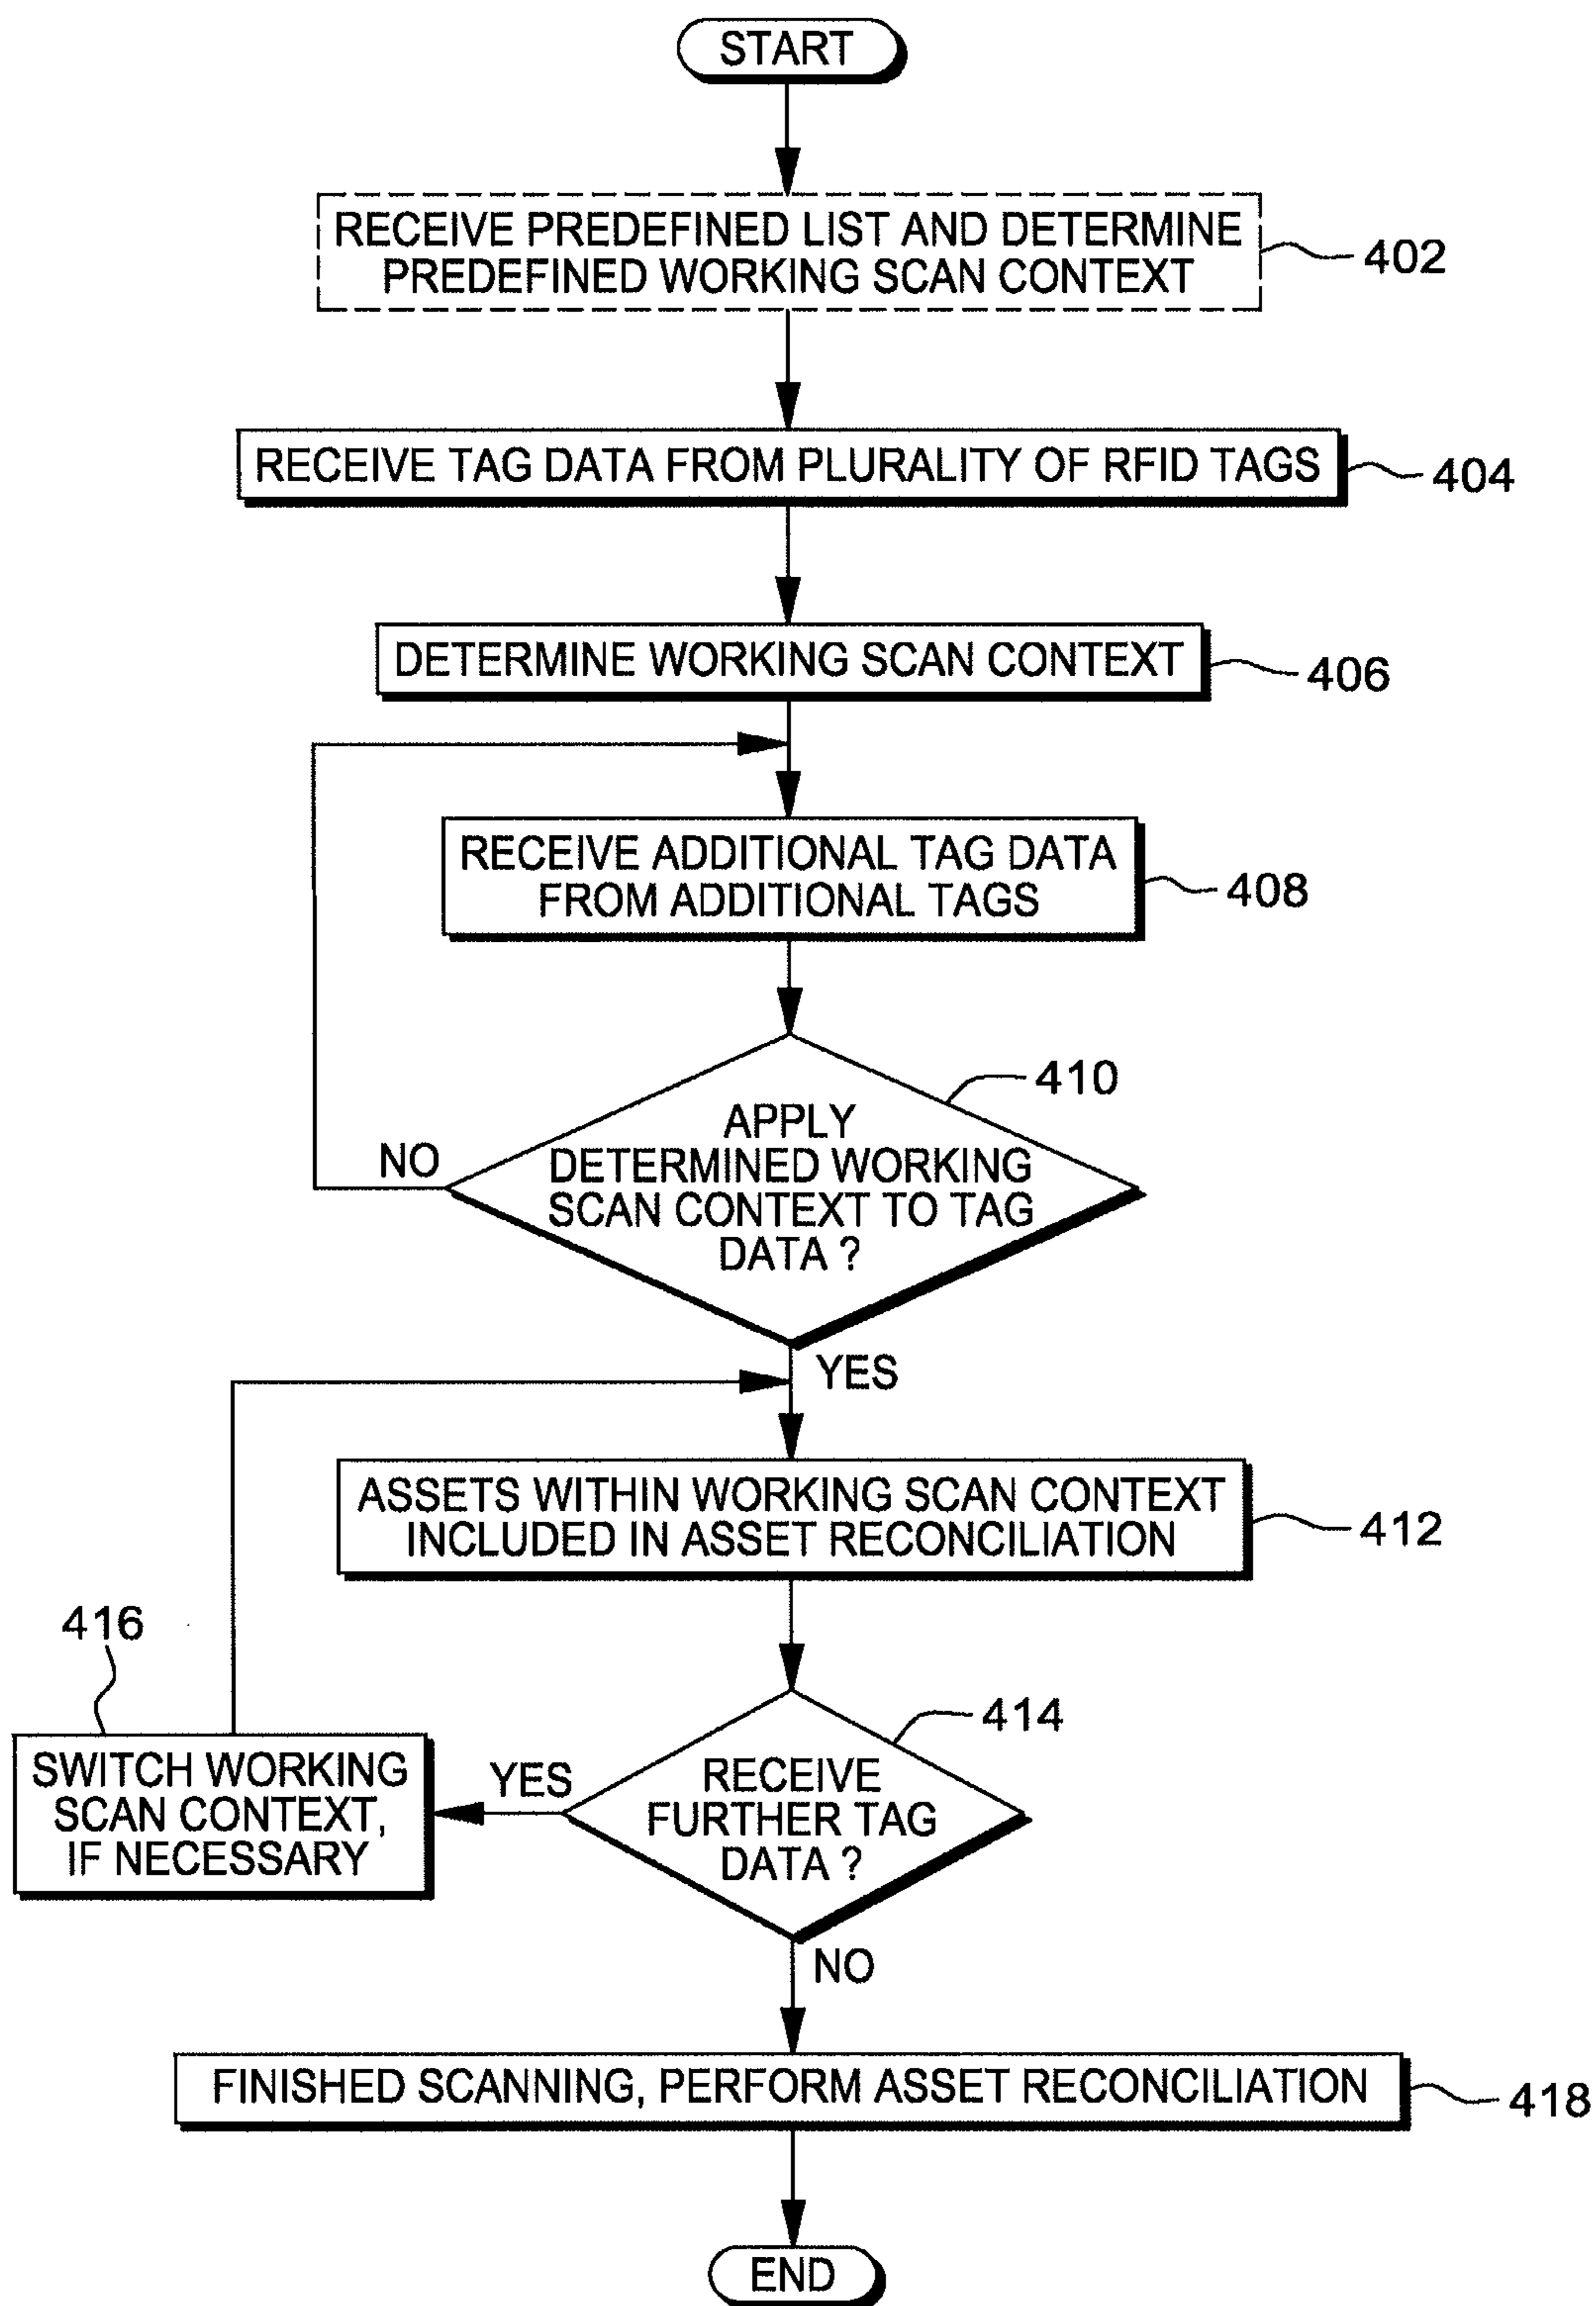 START
RECEIVE PREDEFINED LIST AND DETERMINE
PREDEFINED WORKING SCAN CONTEXT
402
RECEIVE TAG DATA FROM PLURALITY OF RFID TAGS
404
DETERMINE WORKING SCAN CONTEXT
406
RECEIVE ADDITIONAL TAG DATA
FROM ADDITIONAL TAGS
408
410
APPLY
DETERMINED WORKING
SCAN CONTEXT TO TAG
DATA ?
NO
YES
ASSETS WITHIN WORKING SCAN CONTEXT
INCLUDED IN ASSET RECONCILIATION
412
416
414
SWITCH WORKING
SCAN CONTEXT,
IF NECESSARY
YES
RECEIVE
FURTHER TAG
DATA ?
NO
FINISHED SCANNING, PERFORM ASSET RECONCILIATION
418
END